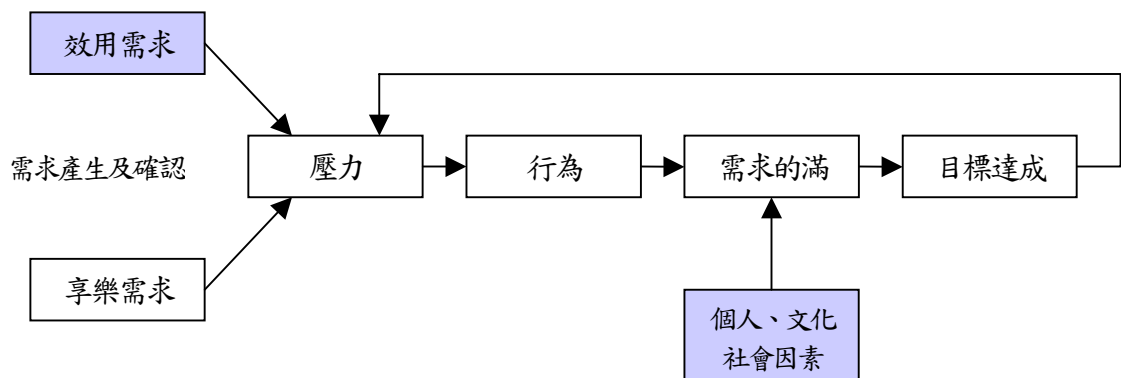 效用需求
需求產生及確認
壓力
行為
需求的滿
目標達成
享樂需求
個人、文化
社會因素